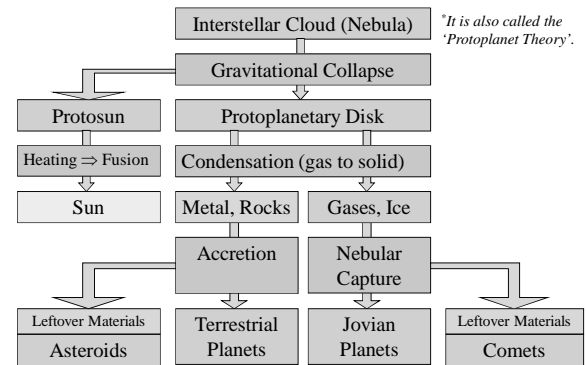 Interstellar Cloud (Nebula)
*It is also called the
‘Protoplanet Theory’.
Gravitational Collapse
Protosun
Protoplanetary Disk
Heating ⇒ Fusion
Condensation (gas to solid)
Sun
Metal, Rocks
Gases, Ice
Accretion
Nebular
Capture
Leftover Materials
Asteroids
Terrestrial
Planets
Jovian
Planets
Leftover Materials
Comets